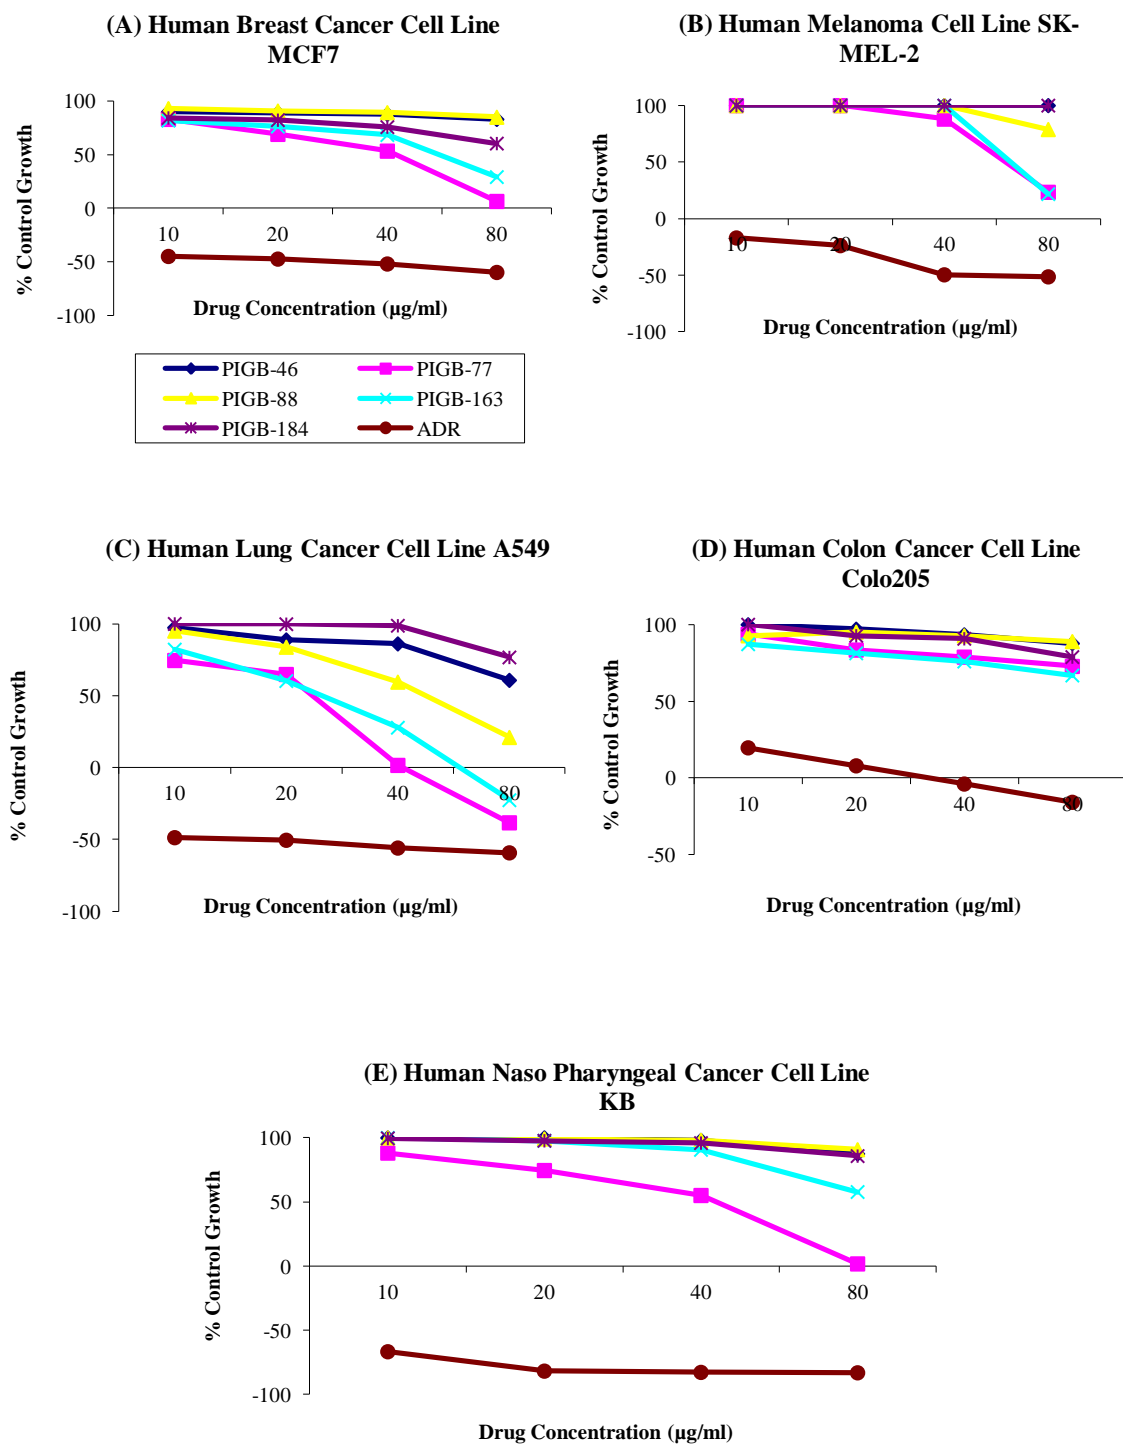 (A) Human Breast Cancer Cell Line
MCF7
100
50
0
-50
-100
10
20
40
80
% Control Growth
Drug Concentration (µg/ml)
(B) Human Melanoma Cell Line SK-
MEL-2
100
50
0
-50
-100
10
20
40
80
% Control Growth
Drug Concentration (µg/ml)
PIGB-46
PIGB-77
PIGB-88
PIGB-163
PIGB-184
ADR
(C) Human Lung Cancer Cell Line A549
100
50
0
-50
-100
10
20
40
80
% Control Growth
Drug Concentration (µg/ml)
(D) Human Colon Cancer Cell Line
Colo205
100
50
0
-50
10
20
40
80
% Control Growth
Drug Concentration (µg/ml)
(E) Human Naso Pharyngeal Cancer Cell Line
KB
100
50
0
-50
-100
10
20
40
80
% Control Growth
Drug Concentration (µg/ml)